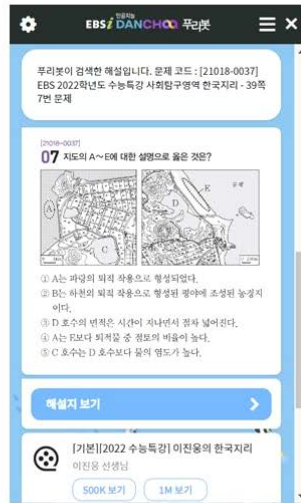 인공지능
EBSi DANCHOO 푸리봇
푸리봇이 검색한 해설입니다. 문제 코드 : [21018-0037]
EBS 2022학년도 수능특강 사회탐구영역 한국지리 - 39쪽
7번 문제
[21018-0037]
07 지도의 A~E에 대한 설명으로 옳은 것은?
A
B
C
D
E
① A는 파랑의 퇴적 작용으로 형성되었다.
② B는 하천의 퇴적 작용으로 형성된 평야에 조성된 농경지
이다.
③ D 호수의 면적은 시간이 지나면서 점차 넓어진다.
④ A는 E보다 퇴적물 중 점토의 비율이 높다.
⑤ C 호수는 D 호수보다 물의 염도가 높다.
해설지 보기
[기본][2022 수능특강] 이진웅의 한국지리
이진웅 선생님
500K 보기
1M 보기